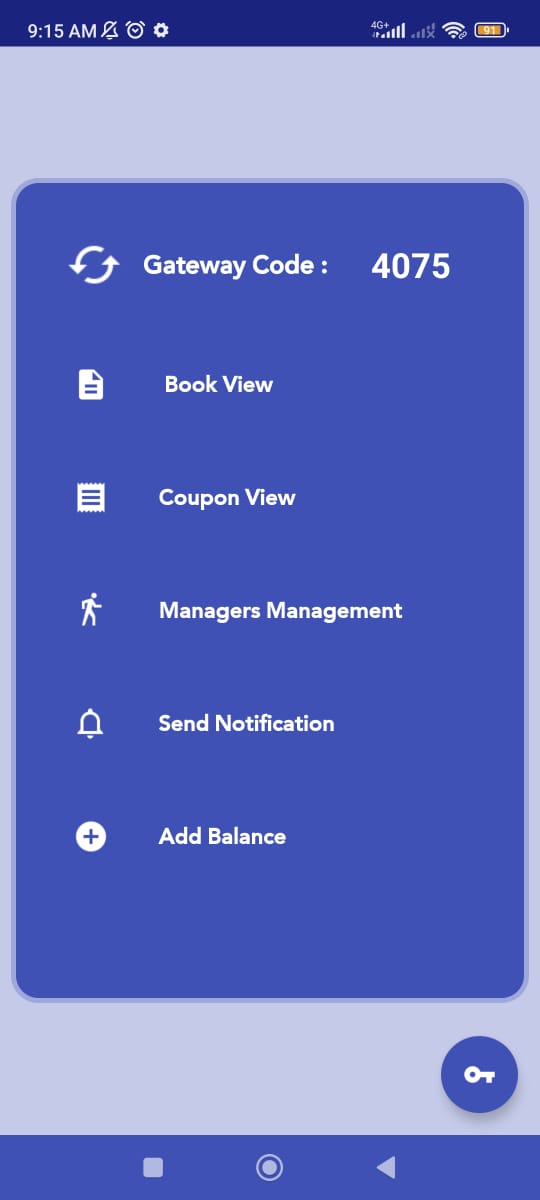 9:15 AM 4G+ 91
Gateway Code : 4075
Book View
Coupon View
Managers Management
Send Notification
Add Balance